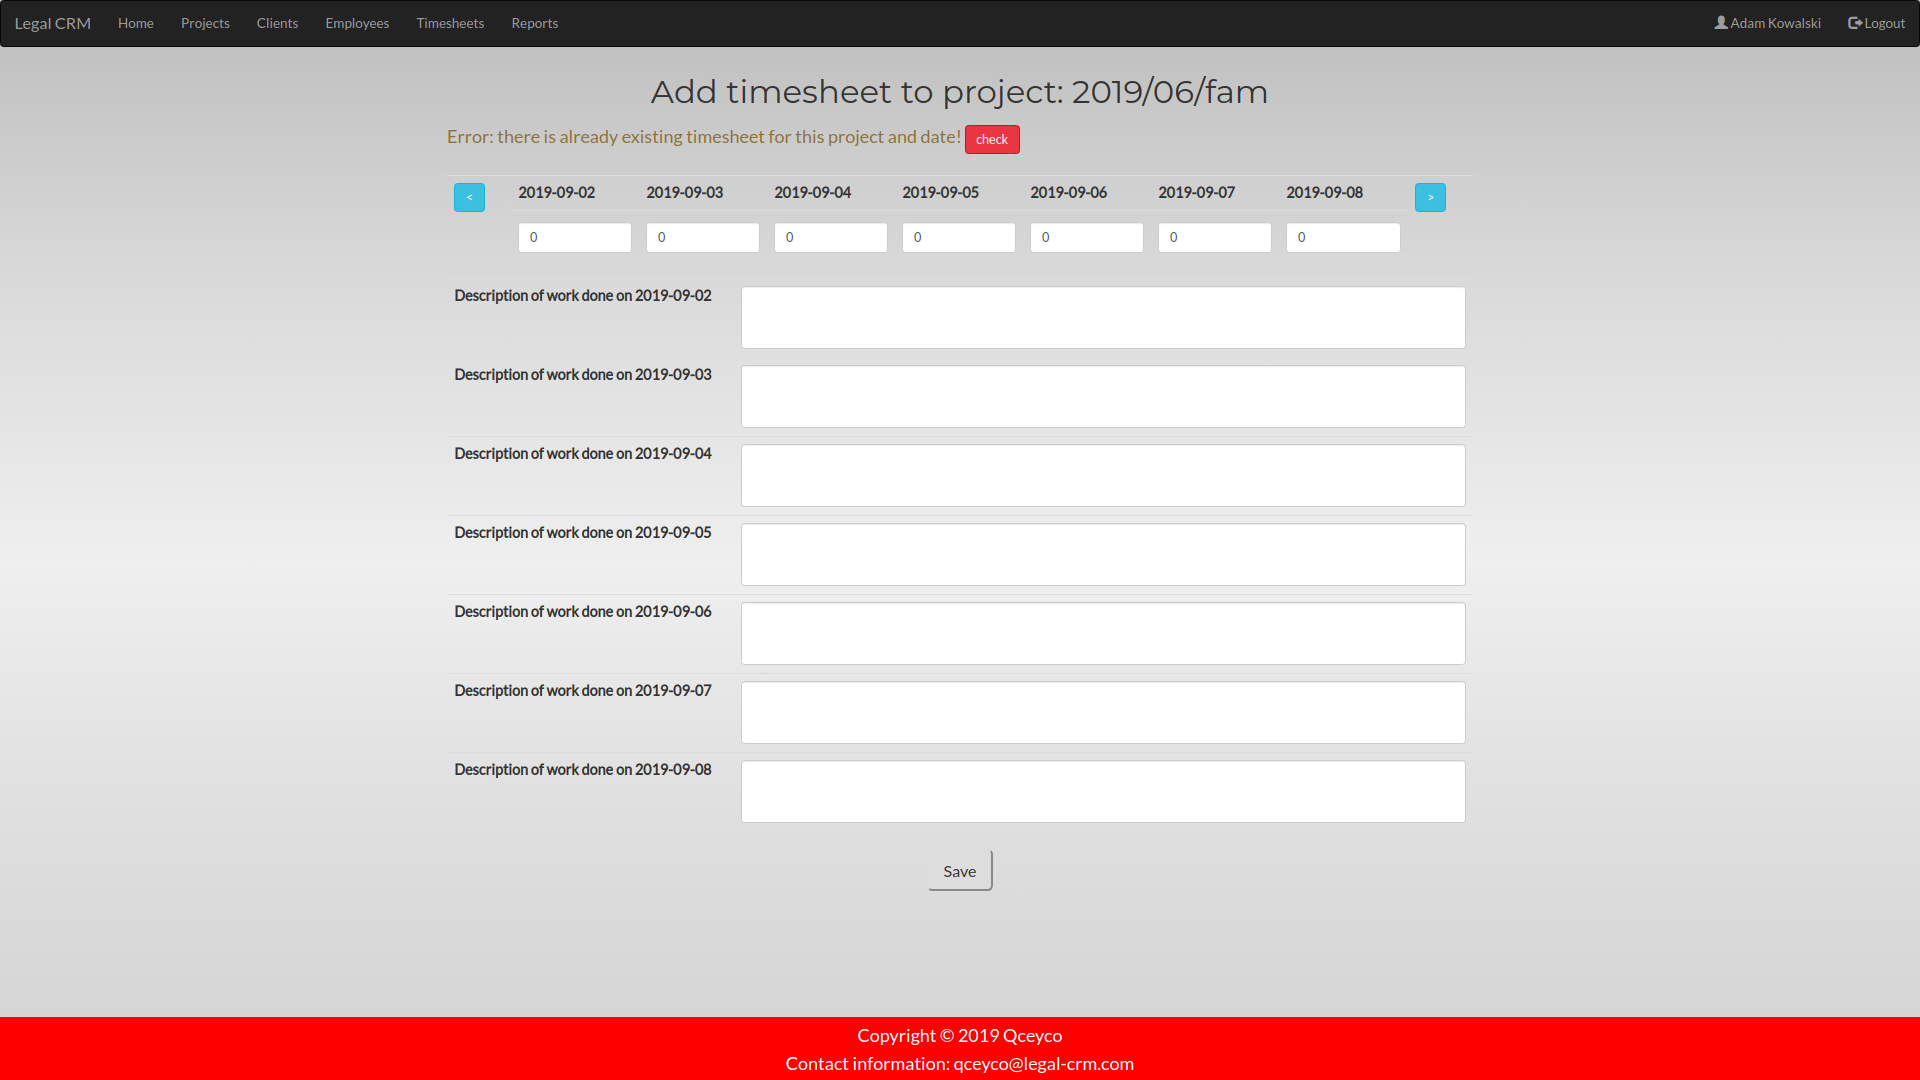 Legal CRM Home Projects Clients Employees Timesheets Reports Adam Kowalski Logout
Add timesheet to project: 2019/06/fam
Error: there is already existing timesheet for this project and date! check
< 2019-09-02 2019-09-03 2019-09-04 2019-09-05 2019-09-06 2019-09-07 2019-09-08 >
0 0 0 0 0 0 0
Description of work done on 2019-09-02
Description of work done on 2019-09-03
Description of work done on 2019-09-04
Description of work done on 2019-09-05
Description of work done on 2019-09-06
Description of work done on 2019-09-07
Description of work done on 2019-09-08
Save
Copyright © 2019 Qceyco
Contact information: qceyco@legal-crm.com